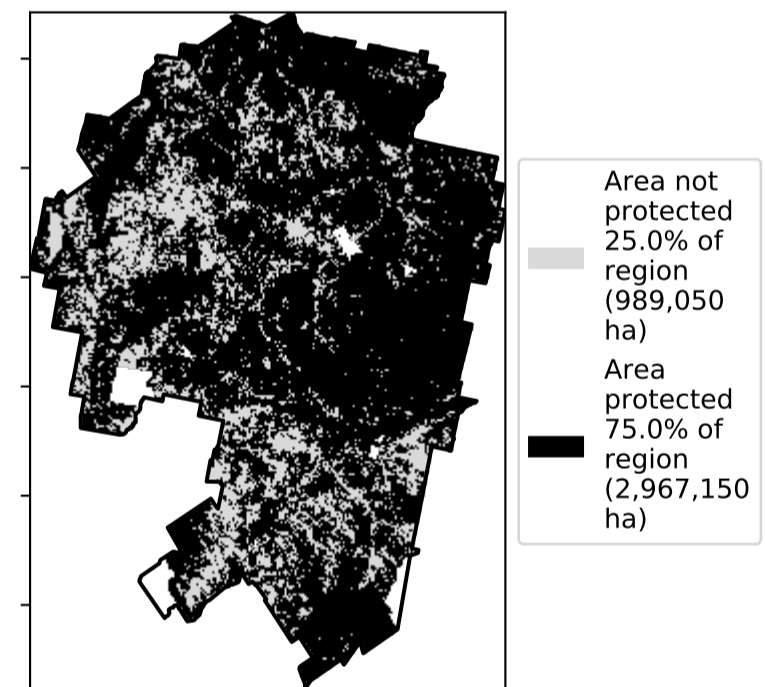 Area not
protected
25.0% of
region
(989,050
ha)
Area
protected
75.0% of
region
(2,967,150
ha)